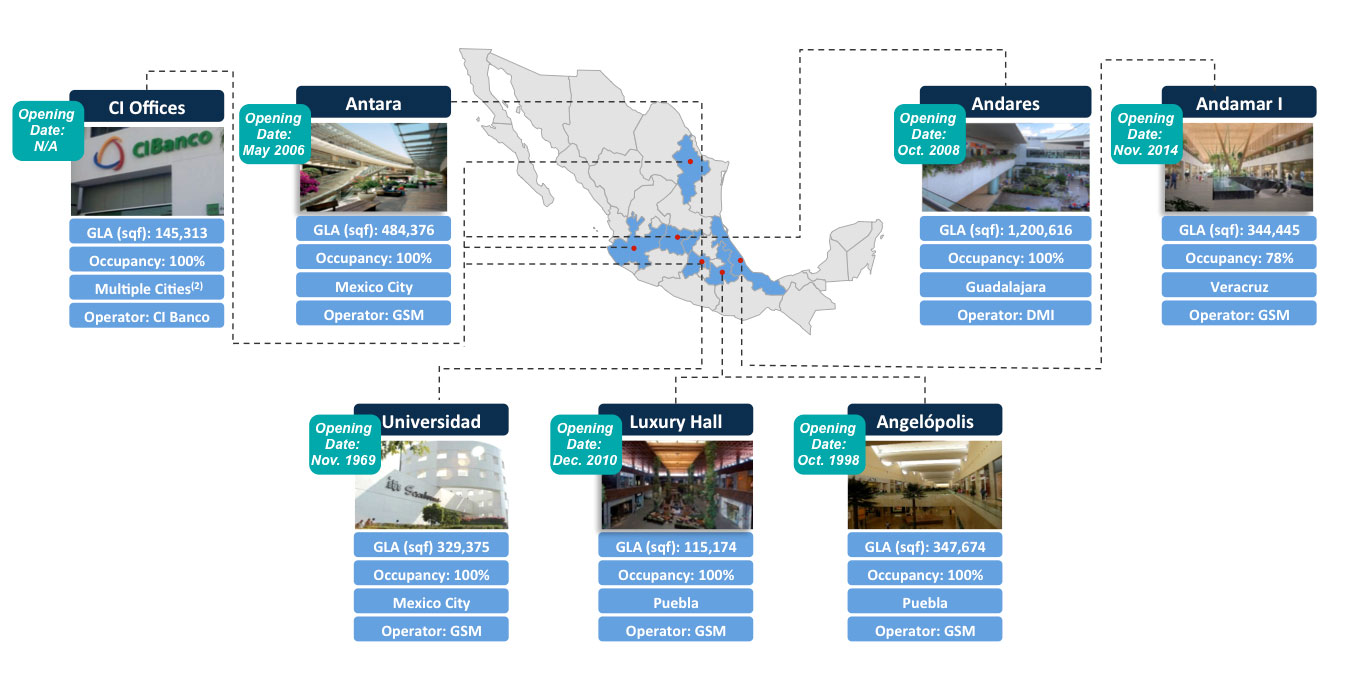 CI Offices
Opening
Date:
N/A
CIBanco
GLA (sqf): 145,313
Occupancy: 100%
Multiple Cities(2)
Operator: CI Banco
Antara
Opening
Date:
May 2006
GLA (sqf): 484,376
Occupancy: 100%
Mexico City
Operator: GSM
Andares
Opening
Date:
Oct. 2008
GLA (sqf): 1,200,616
Occupancy: 100%
Guadalajara
Operator: DMI
Andamar I
Opening
Date:
Nov. 2014
GLA (sqf): 344,445
Occupancy: 78%
Veracruz
Operator: GSM
Universidad
Opening
Date:
Nov. 1969
GLA (sqf) 329,375
Occupancy: 100%
Mexico City
Operator: GSM
Luxury Hall
Opening
Date:
Dec. 2010
GLA (sqf): 115,174
Occupancy: 100%
Puebla
Operator: GSM
Angelópolis
Opening
Date:
Oct. 1998
GLA (sqf): 347,674
Occupancy: 100%
Puebla
Operator: GSM